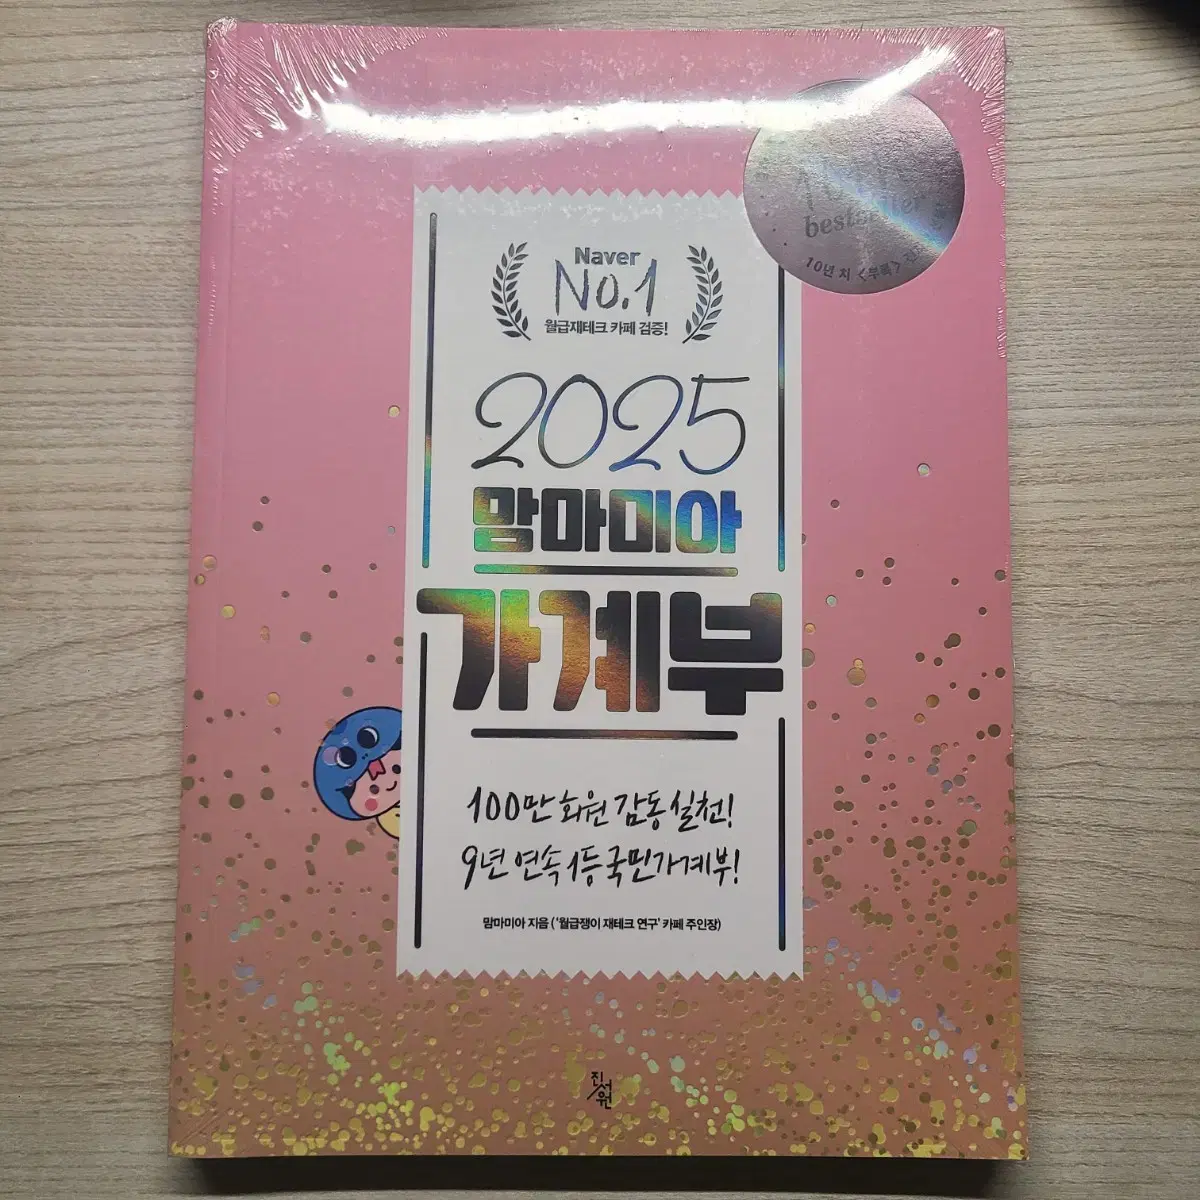 bestseller
10년 치 <부록>
Naver
No.1
월급재테크 카페 검증!
2025
맘마미아
가계부
100만 회원 감동 실천!
9년 연속 1등 국민가계부!
맘마미아 지음 ('월급쟁이 재테크 연구' 카페 주인장)
진서원